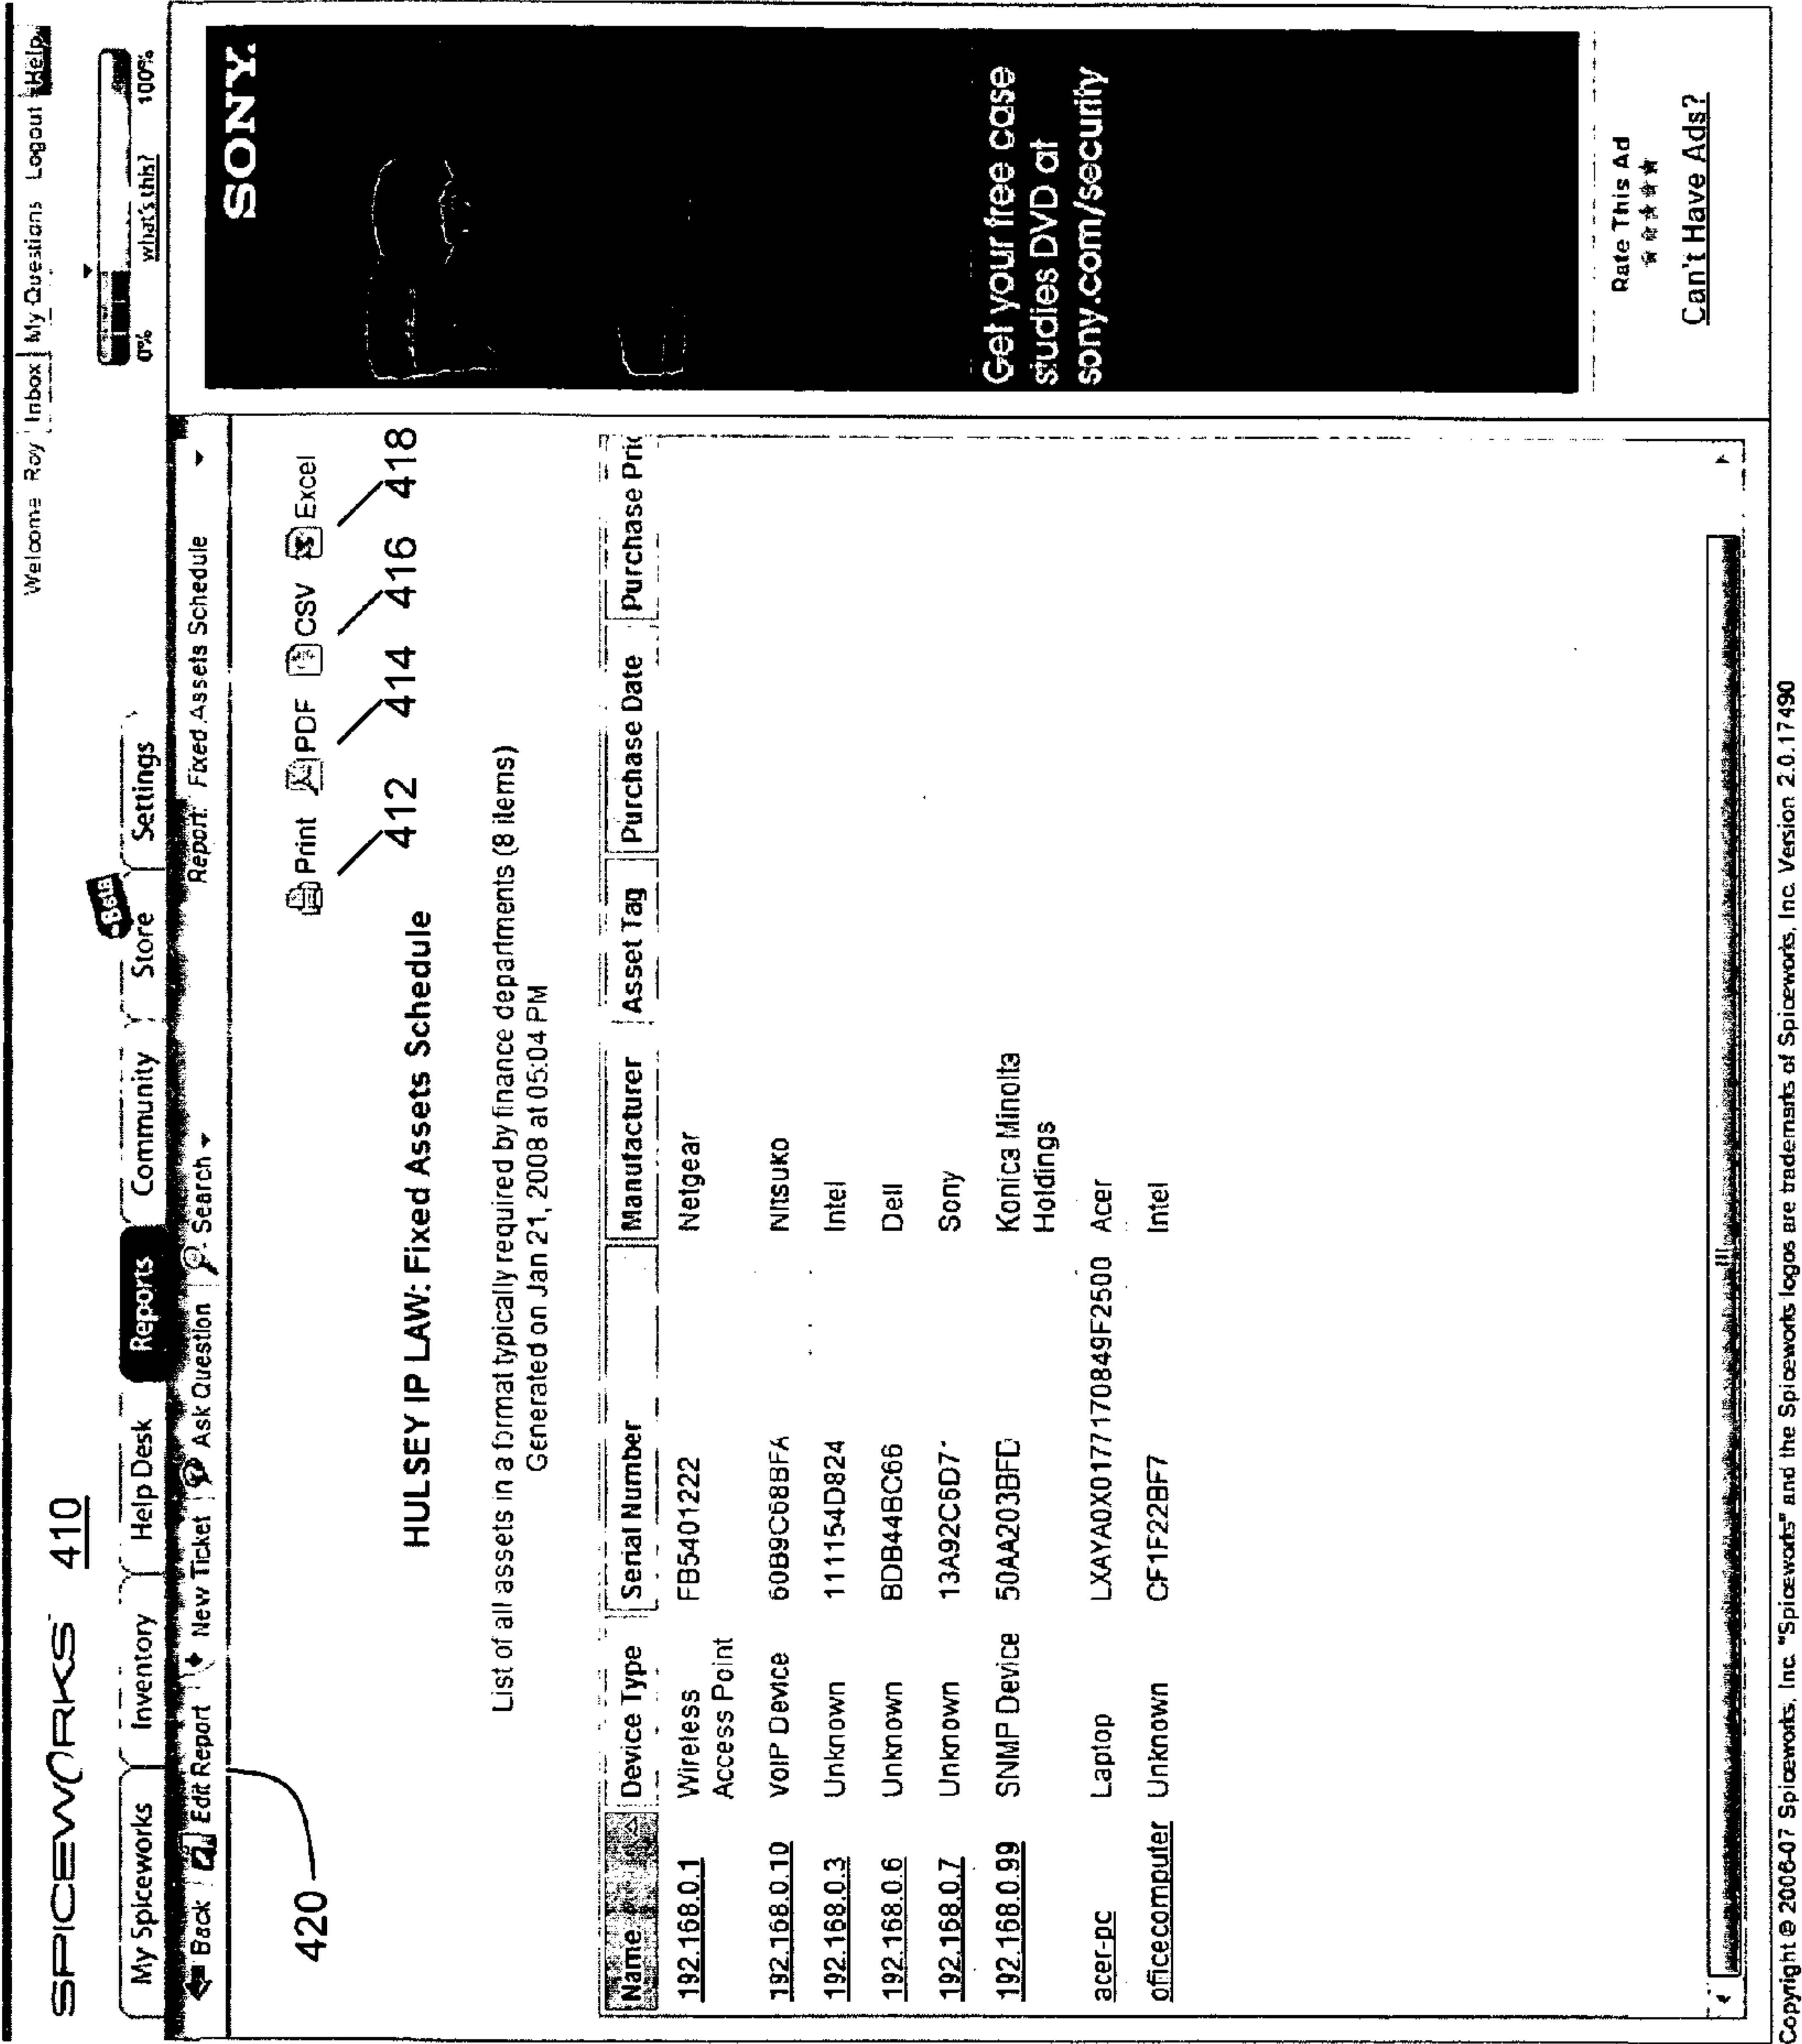 Welcome Roy Inbox My Questions Logout Help
SPICEWORKS 410
0% what's this? 100%
My Spiceworks Inventory Help Desk Reports Community Store Beta Settings
Back Edit Report New Ticket Ask Question Search Report: Fixed Assets Schedule
420
Print PDF CSV Excel
412 414 416 418
HULSEY IP LAW: Fixed Assets Schedule
List of all assets in a format typically required by finance departments (8 items)
Generated on Jan 21, 2008 at 05:04 PM
Name Device Type Serial Number Manufacturer Asset Tag Purchase Date Purchase Pric
192.168.0.1 Wireless FB5401222 Netgear
Access Point
192.168.0.10 VoIP Device 60B9C68BFA Nitsuko
192.168.0.3 Unknown 111154D824 Intel
192.168.0.6 Unknown BDB44BC66 Dell
192.168.0.7 Unknown Sony
192.168.0.99 SNMP Device 50AA203BFD Konica Minolta
Holdings
acer-pc Laptop LXAYA0X0177170849F2500 Acer
officecomputer Unknown CF1F22BF7 Intel
SONY
Get your free case
studies DVD at
sony.com/security
Rate This Ad
Can't Have Ads?
Copyright © 2006-07 Spiceworks, Inc. "Spiceworks" and the Spiceworks logos are trademarks of Spiceworks, Inc. Version 2.0.17490